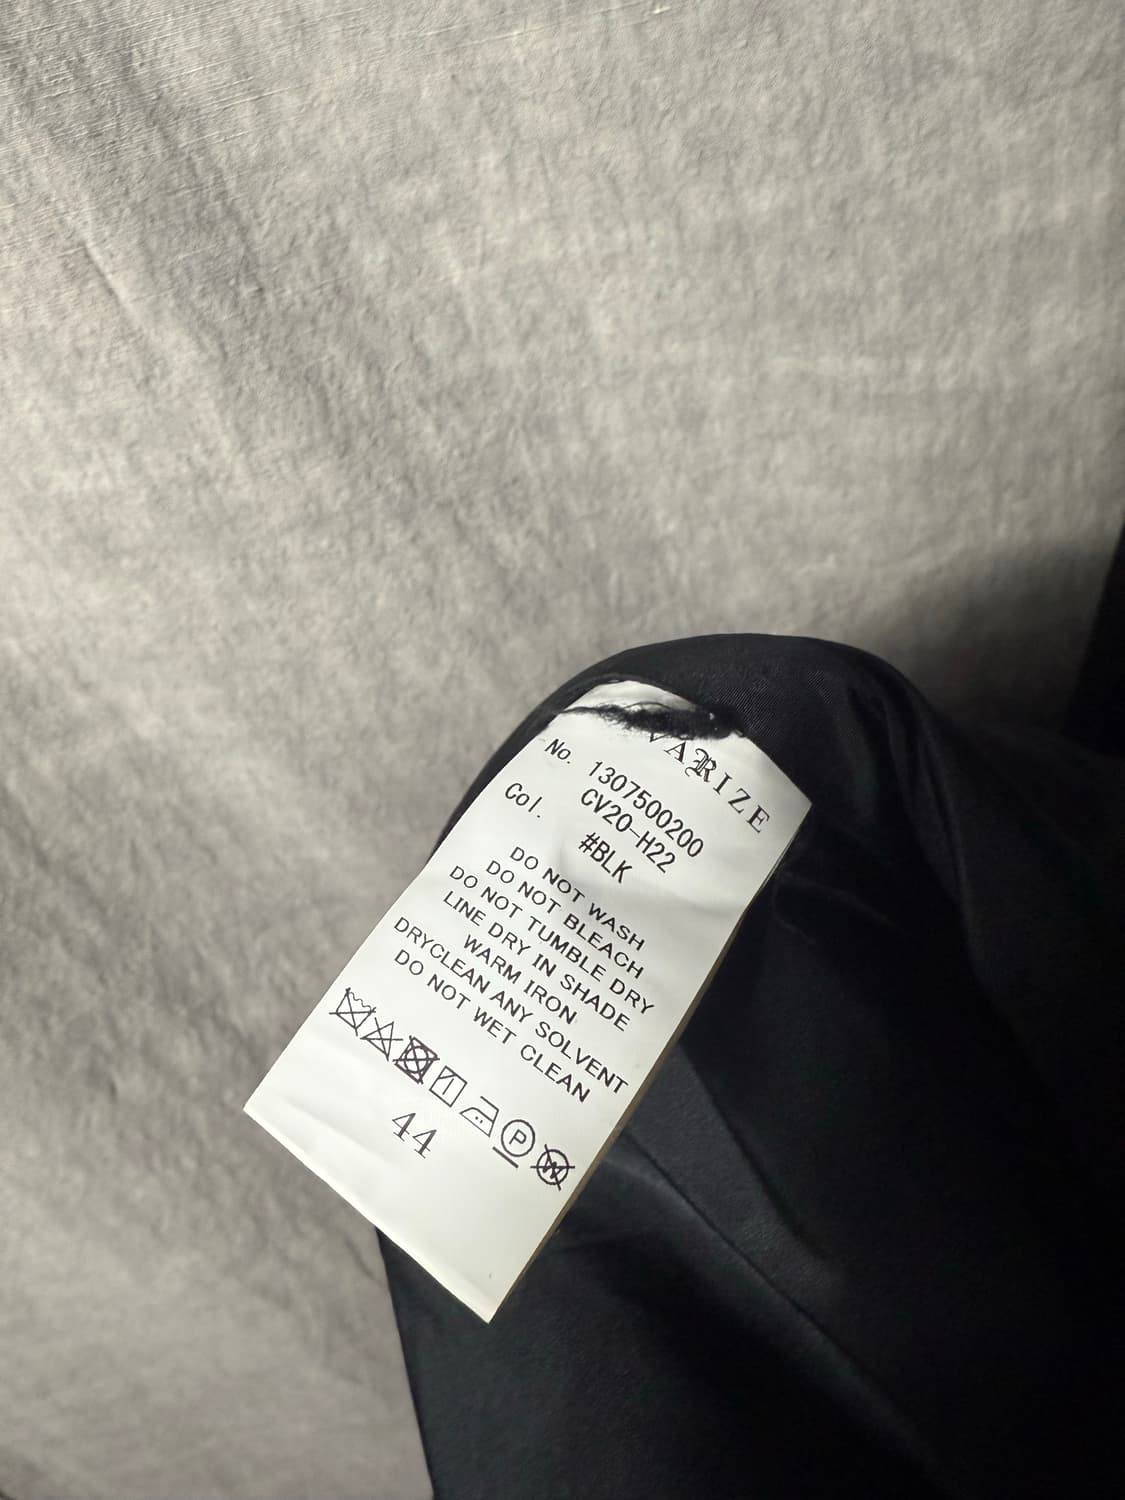 VARIZE
No. 1307500200
CV20-H22
Col. #BLK
DO NOT WASH
DO NOT BLEACH
DO NOT TUMBLE DRY
LINE DRY IN SHADE
WARM IRON
DRYCLEAN ANY SOLVENT
DO NOT WET CLEAN
P W
44